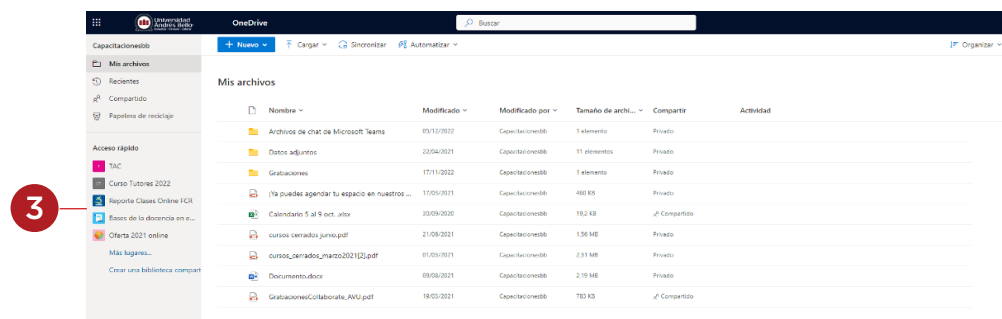 Universidad
Andrés Bello
OneDrive
Buscar
Capacitacionesbb
+ Nuevo
Cargar
Sincronizar
Automatizar
Organizar
Mis archivos
Recientes
Compartido
Papelera de reciclaje
Acceso rápido
TAC
Curso Tutores 2022
Reporte Clases Online FCR
Bases de la docencia en e...
Oferta 2021 online
Más lugares...
Crear una biblioteca compart
3
Mis archivos
Nombre Modificado Modificado por Tamaño de archi... Compartir Actividad
Archivos de chat de Microsoft Teams 05/12/2022 Capacitacionesbb 1 elemento Privado
Datos adjuntos 22/04/2021 Capacitacionesbb 11 elementos Privado
Grabaciones 17/11/2022 Capacitacionesbb 1 elemento Privado
¡Ya puedes agendar tu espacio en nuestros ... 17/03/2021 Capacitacionesbb 460 KB Privado
Calendario 5 al 9 oct...xlsx 30/09/2020 Capacitacionesbb 19,2 KB Compartido
cursos cerrados junio.pdf 21/06/2021 Capacitacionesbb 1,56 MB Privado
cursos_cerrados_marzo2021[2].pdf 01/05/2021 Capacitacionesbb 2,51 MB Privado
Documento.docx 09/08/2021 Capacitacionesbb 2,19 MB Privado
GrabacionesCollaborate_AVU.pdf 19/03/2021 Capacitacionesbb 783 KB Compartido